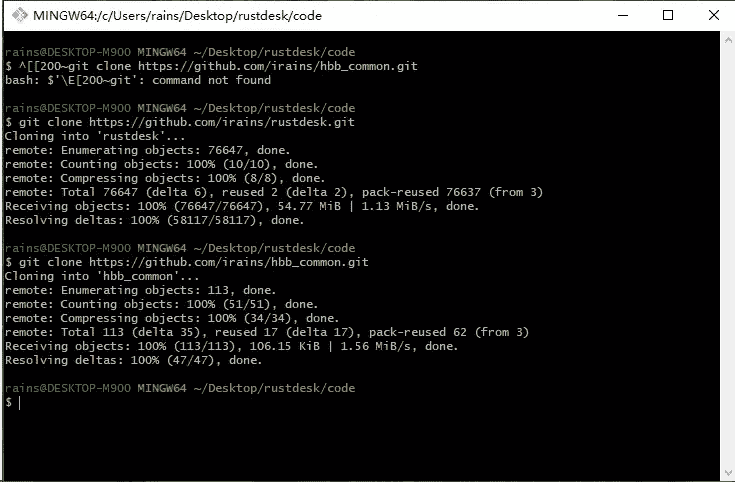 MINGW64:/c/Users/rains/Desktop/rustdesk/code
rains@DESKTOP-M900 MINGW64 ~/Desktop/rustdesk/code
$ ^[[200~git clone https://github.com/irains/hbb_common.git
bash: $'\E[200~git': command not found
rains@DESKTOP-M900 MINGW64 ~/Desktop/rustdesk/code
$ git clone https://github.com/irains/rustdesk.git
Cloning into 'rustdesk'...
remote: Enumerating objects: 76647, done.
remote: Counting objects: 100% (10/10), done.
remote: Compressing objects: 100% (8/8), done.
remote: Total 76647 (delta 6), reused 2 (delta 2), pack-reused 76637 (from 3)
Receiving objects: 100% (76647/76647), 54.77 MiB | 1.13 MiB/s, done.
Resolving deltas: 100% (58117/58117), done.
rains@DESKTOP-M900 MINGW64 ~/Desktop/rustdesk/code
$ git clone https://github.com/irains/hbb_common.git
Cloning into 'hbb_common'...
remote: Enumerating objects: 113, done.
remote: Counting objects: 100% (51/51), done.
remote: Compressing objects: 100% (34/34), done.
remote: Total 113 (delta 35), reused 17 (delta 17), pack-reused 62 (from 3)
Receiving objects: 100% (113/113), 106.15 KiB | 1.56 MiB/s, done.
Resolving deltas: 100% (47/47), done.
rains@DESKTOP-M900 MINGW64 ~/Desktop/rustdesk/code
$